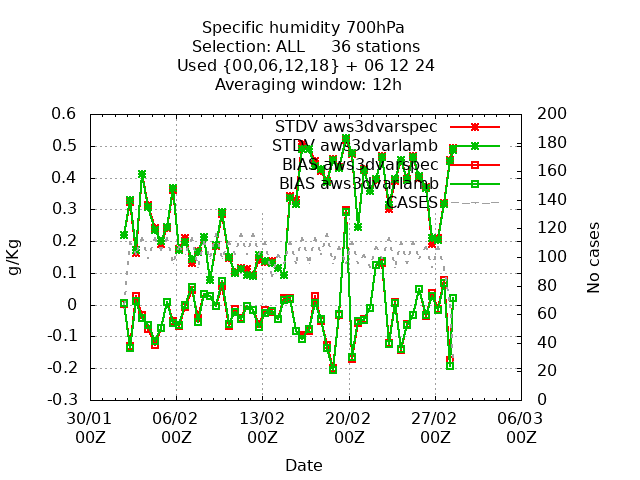 Specific humidity 700hPa
Selection: ALL 36 stations
Used {00,06,12,18} + 06 12 24
Averaging window: 12h
0.6
0.5
0.4
0.3
0.2
0.1
0
-0.1
-0.2
-0.3
g/Kg
STDV aws3dvarspec
STDV aws3dvarlamb
BIAS aws3dvarspec
BIAS aws3dvarlamb
CASES
200
180
160
140
120
100
80
60
40
20
0
No cases
30/01 06/02 13/02 20/02 27/02 06/03
00Z 00Z 00Z 00Z 00Z 00Z
Date